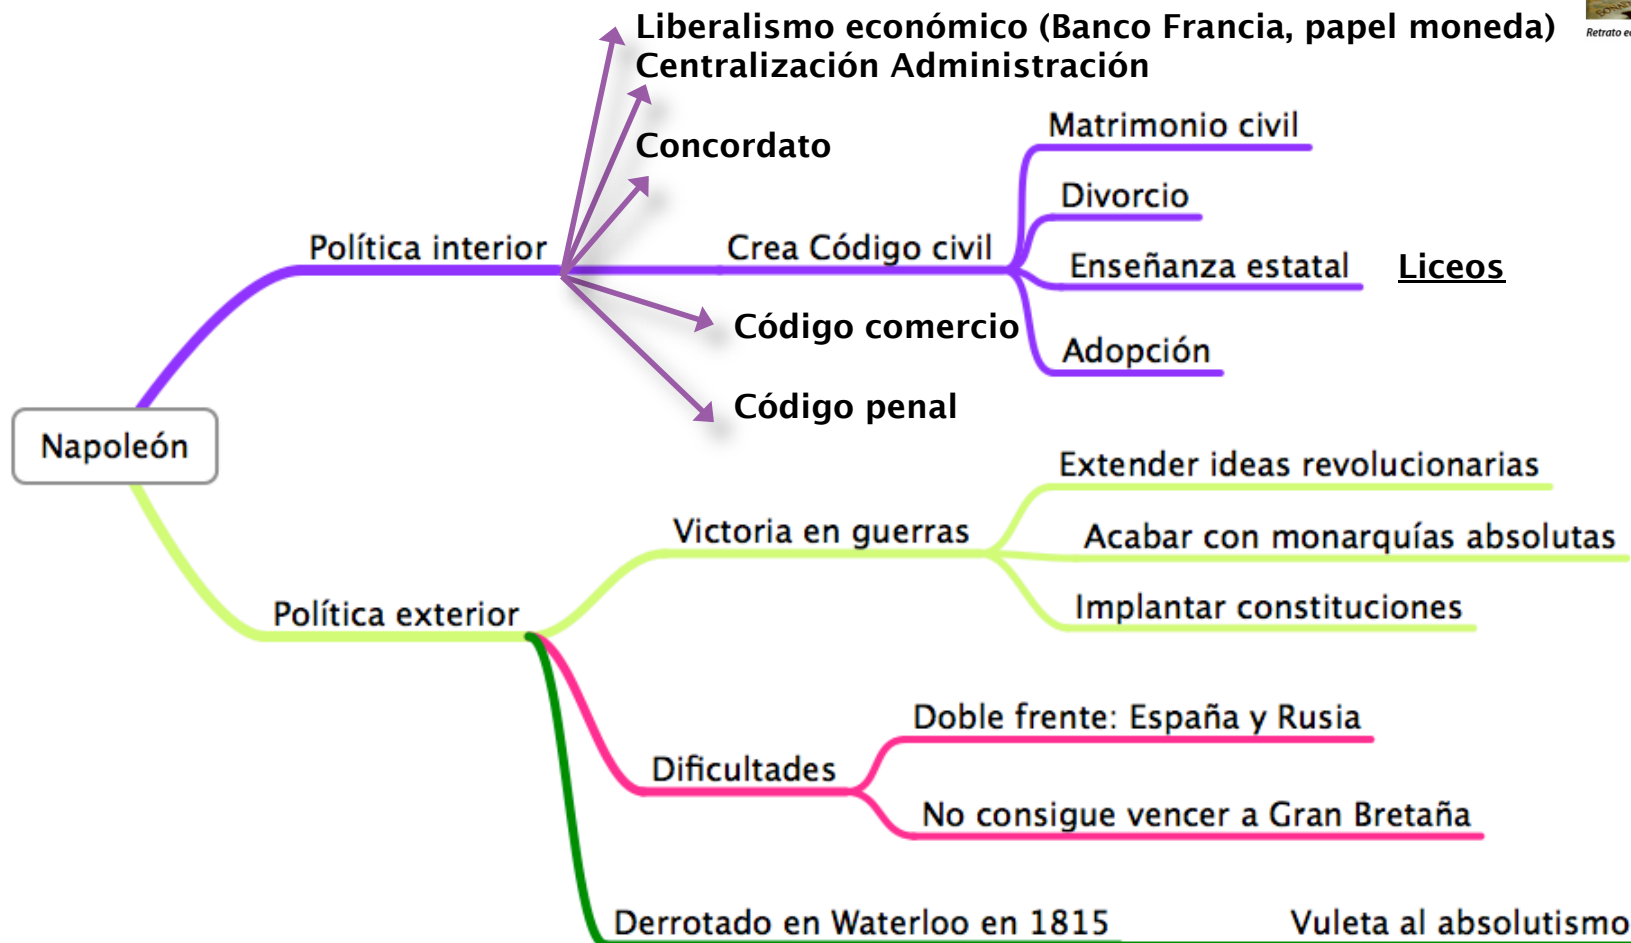 Liberalismo económico (Banco Francia, papel moneda)
Retrato
Centralización Administración
Concordato
Matrimonio civil
Divorcio
Política interior
Crea Código civil
Enseñanza estatal
Liceos
Código comercio
Adopción
Código penal
Napoleón
Extender ideas revolucionarias
Victoria en guerras
Acabar con monarquías absolutas
Implantar constituciones
Política exterior
Doble frente: España y Rusia
Dificultades
No consigue vencer a Gran Bretaña
Derrotado en Waterloo en 1815
Vuleta al absolutismo